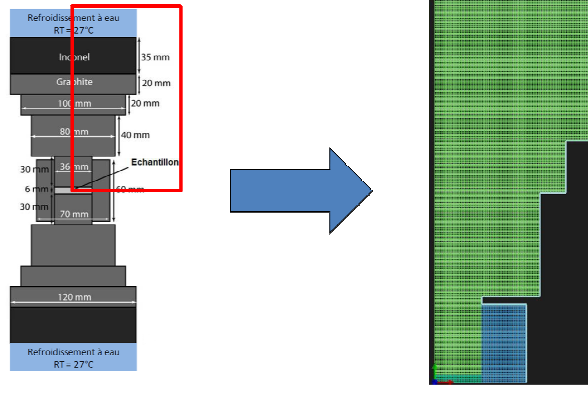 Refroidissement à eau
RT = 27°C
Inconel
35 mm
Graphite
20 mm
100 mm
20 mm
80 mm
40 mm
Echantillon
30 mm
36 mm
6 mm
60 mm
30 mm
70 mm
120 mm
Refroidissement à eau
RT = 27°C